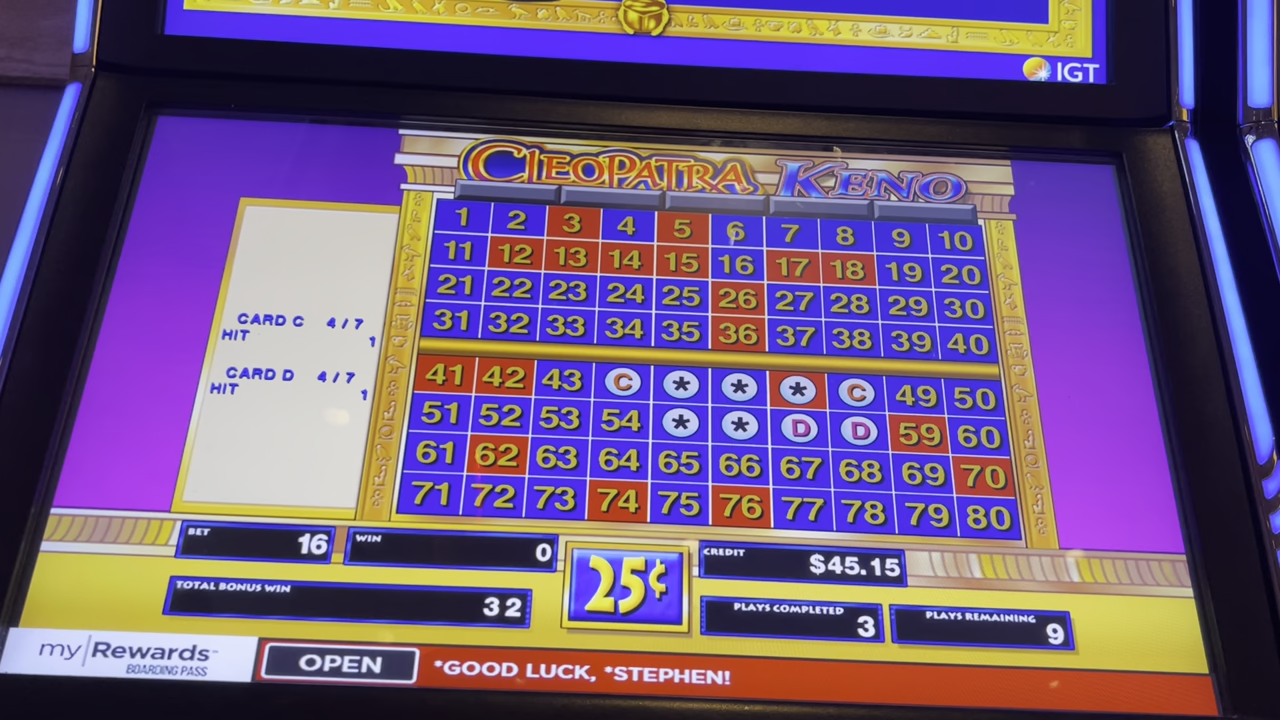 IGT
CLEOPATRA KENO
1 2 3 4 5 6 7 8 9 10
11 12 13 14 15 16 17 18 19 20
21 22 23 24 25 26 27 28 29 30
31 32 33 34 35 36 37 38 39 40
41 42 43 C * * * C 49 50
51 52 53 54 * * D D 59 60
61 62 63 64 65 66 67 68 69 70
71 72 73 74 75 76 77 78 79 80
CARD C 4/7
HIT 1
CARD D 4/7
HIT 1
BET 16
WIN 0
25¢
CREDIT $45.15
TOTAL BONUS WIN 32
PLAYS COMPLETED 3
PLAYS REMAINING 9
my|Rewards™
BOARDING PASS
OPEN
*GOOD LUCK, *STEPHEN!